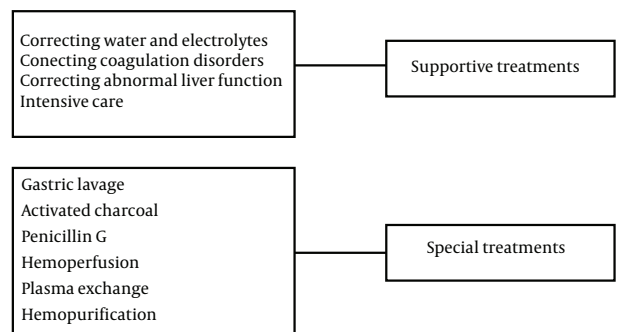 Correcting water and electrolytes
Conecting coagulation disorders
Correcting abnormal liver function
Intensive care
Supportive treatments
Gastric lavage
Activated charcoal
Penicillin G
Hemoperfusion
Plasma exchange
Hemopurification
Special treatments